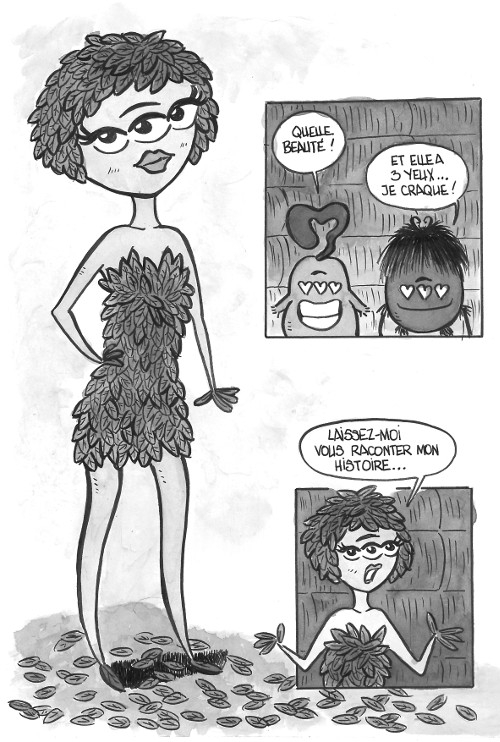 QUELLE
BEAUTÉ !
ET ELLE A
3 YEUX...
JE CRAQUE !
LAISSEZ-MOI
VOUS RACONTER MON
HISTOIRE...